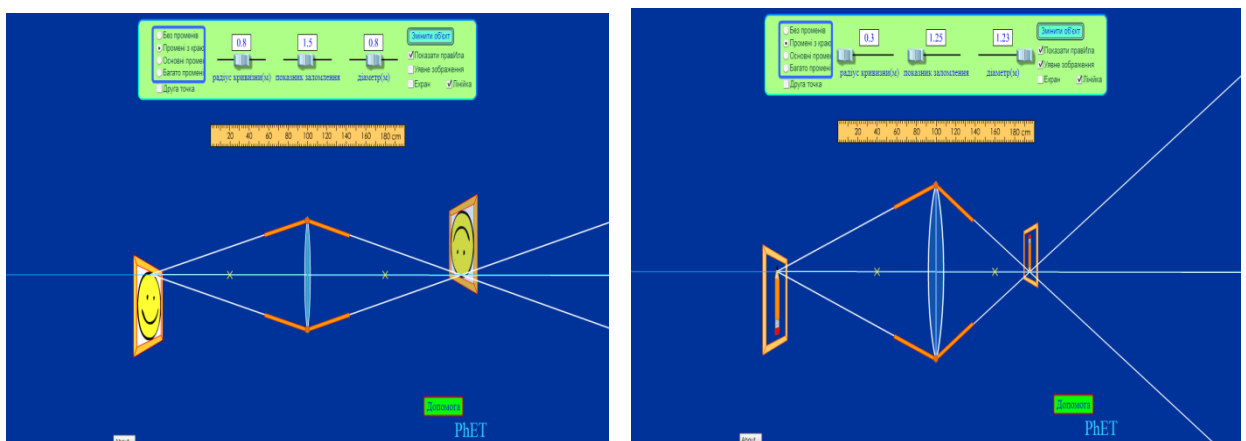 Без променів
Промені з краю
Основні промені
Багато промені
Друга точка
0.8
1.5
0.8
радіус кривизни(м)
показник заломлення
діаметр(м)
Змінити об'єкт
Показати правИла
Уявне зображення
Екран
Лінійка
20 40 60 80 100 120 140 160 180 cm
Допомога
PhET
Без променів
Промені з краю
Основні промені
Багато промені
Друга точка
0.3
1.25
1.23
радіус кривизни(м)
показник заломлення
діаметр(м)
Змінити об'єкт
Показати правИла
Уявне зображення
Екран
Лінійка
20 40 60 80 100 120 140 160 180 cm
Допомога
PhET